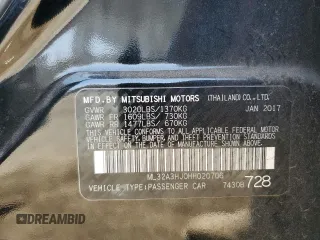 MFD.BY MITSUBISHI MOTORS (THAILAND)CO.,LTD.
GVWR 3020LBS/1370KG JAN 2017
GAWR FR 1609LBS/ 730KG
GAWR RR 1477LBS/ 670KG
THIS VEHICLE CONFORMS TO ALL APPLICABLE FEDERAL MOTOR
VEHICLE SAFETY, BUMPER AND THEFT PREVENTION STANDARDS
IN EFFECT ON THE DATE OF MANUFACTURE SHOWN ABOVE.
ML32A3HJ0HH020706
VEHICLE TYPE:PASSENGER CAR 7430B 728